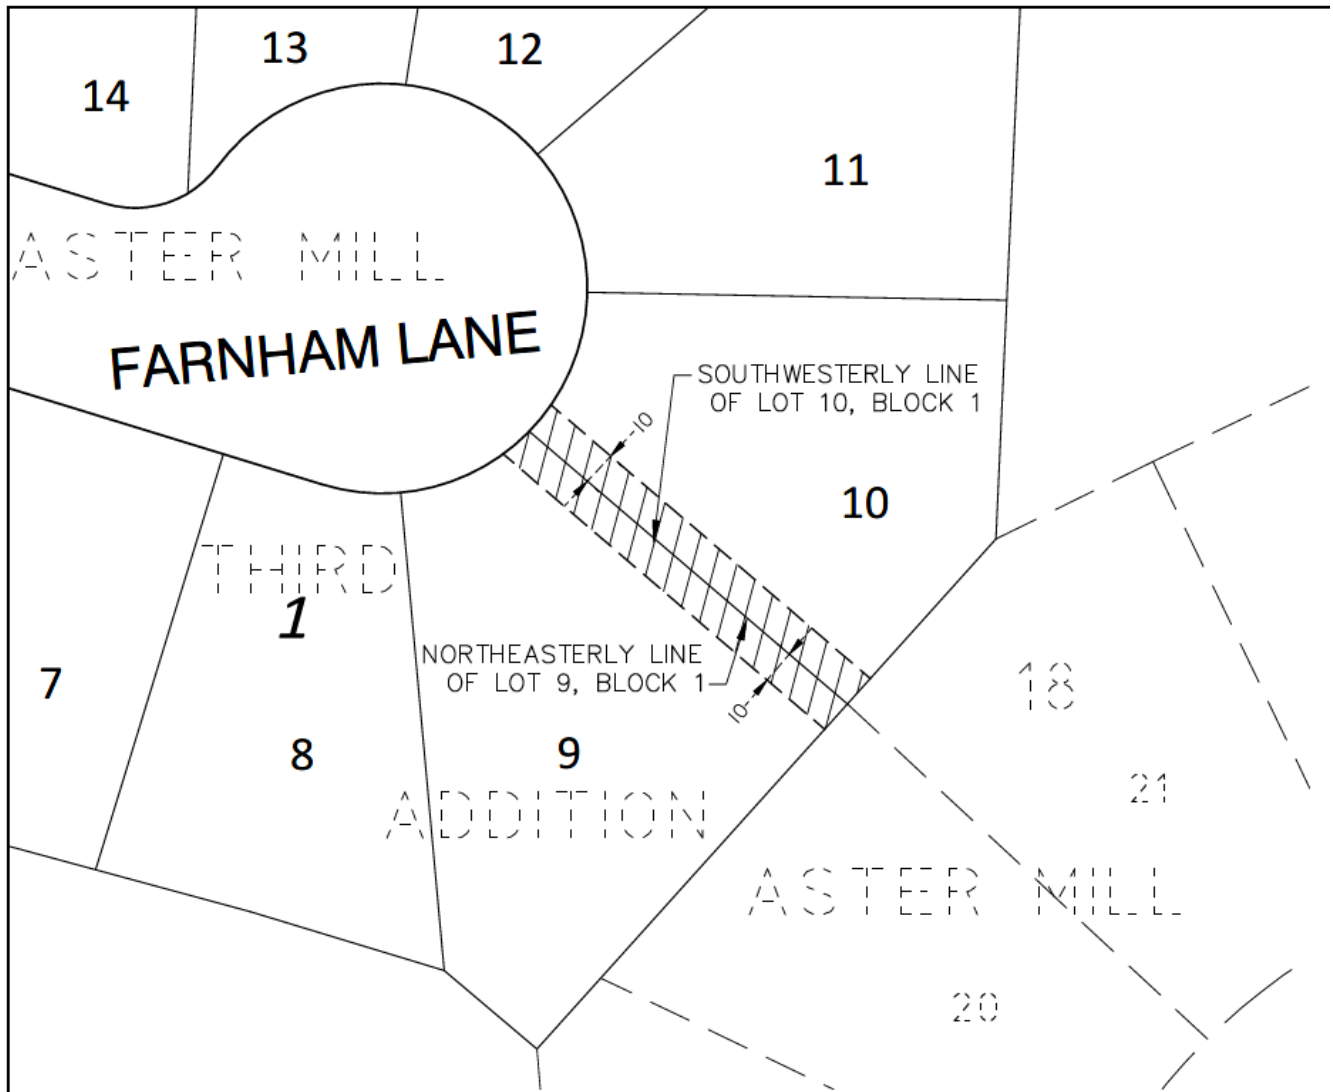 13
12
14
11
ASTER MILL
FARNHAM LANE
SOUTHWESTERLY LINE
OF LOT 10, BLOCK 1
10
10
THIRD
1
NORTHEASTERLY LINE
OF LOT 9, BLOCK 1
7
18
10
8
9
21
ADDITION
ASTER MILL
20